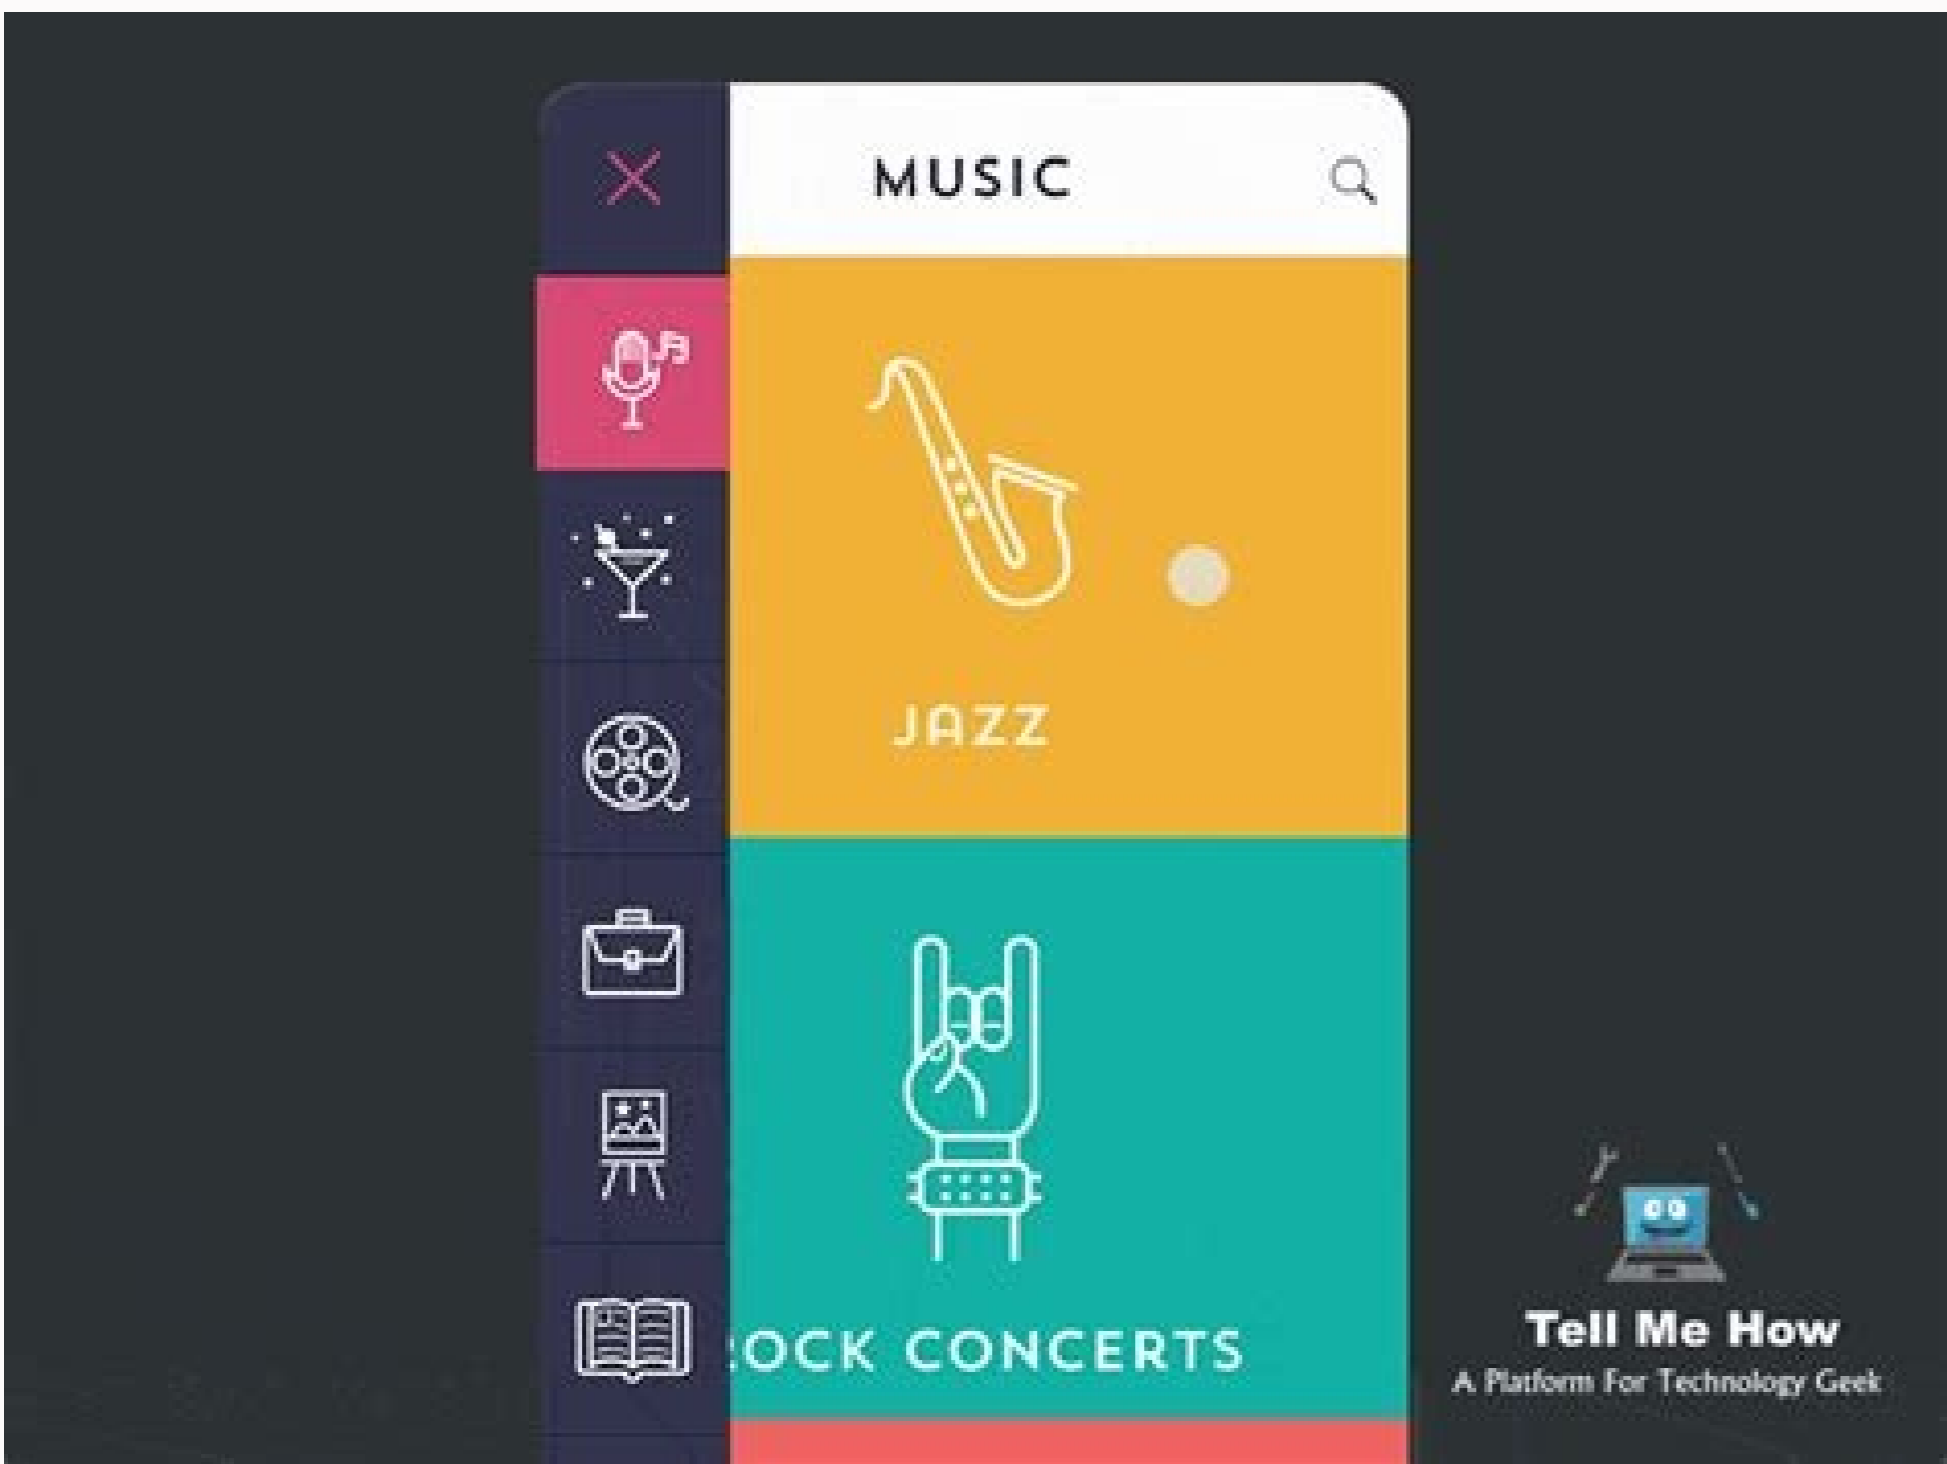 MUSIC
JAZZ
OCK CONCERTS
Tell Me How
A Platform For Technology Geek